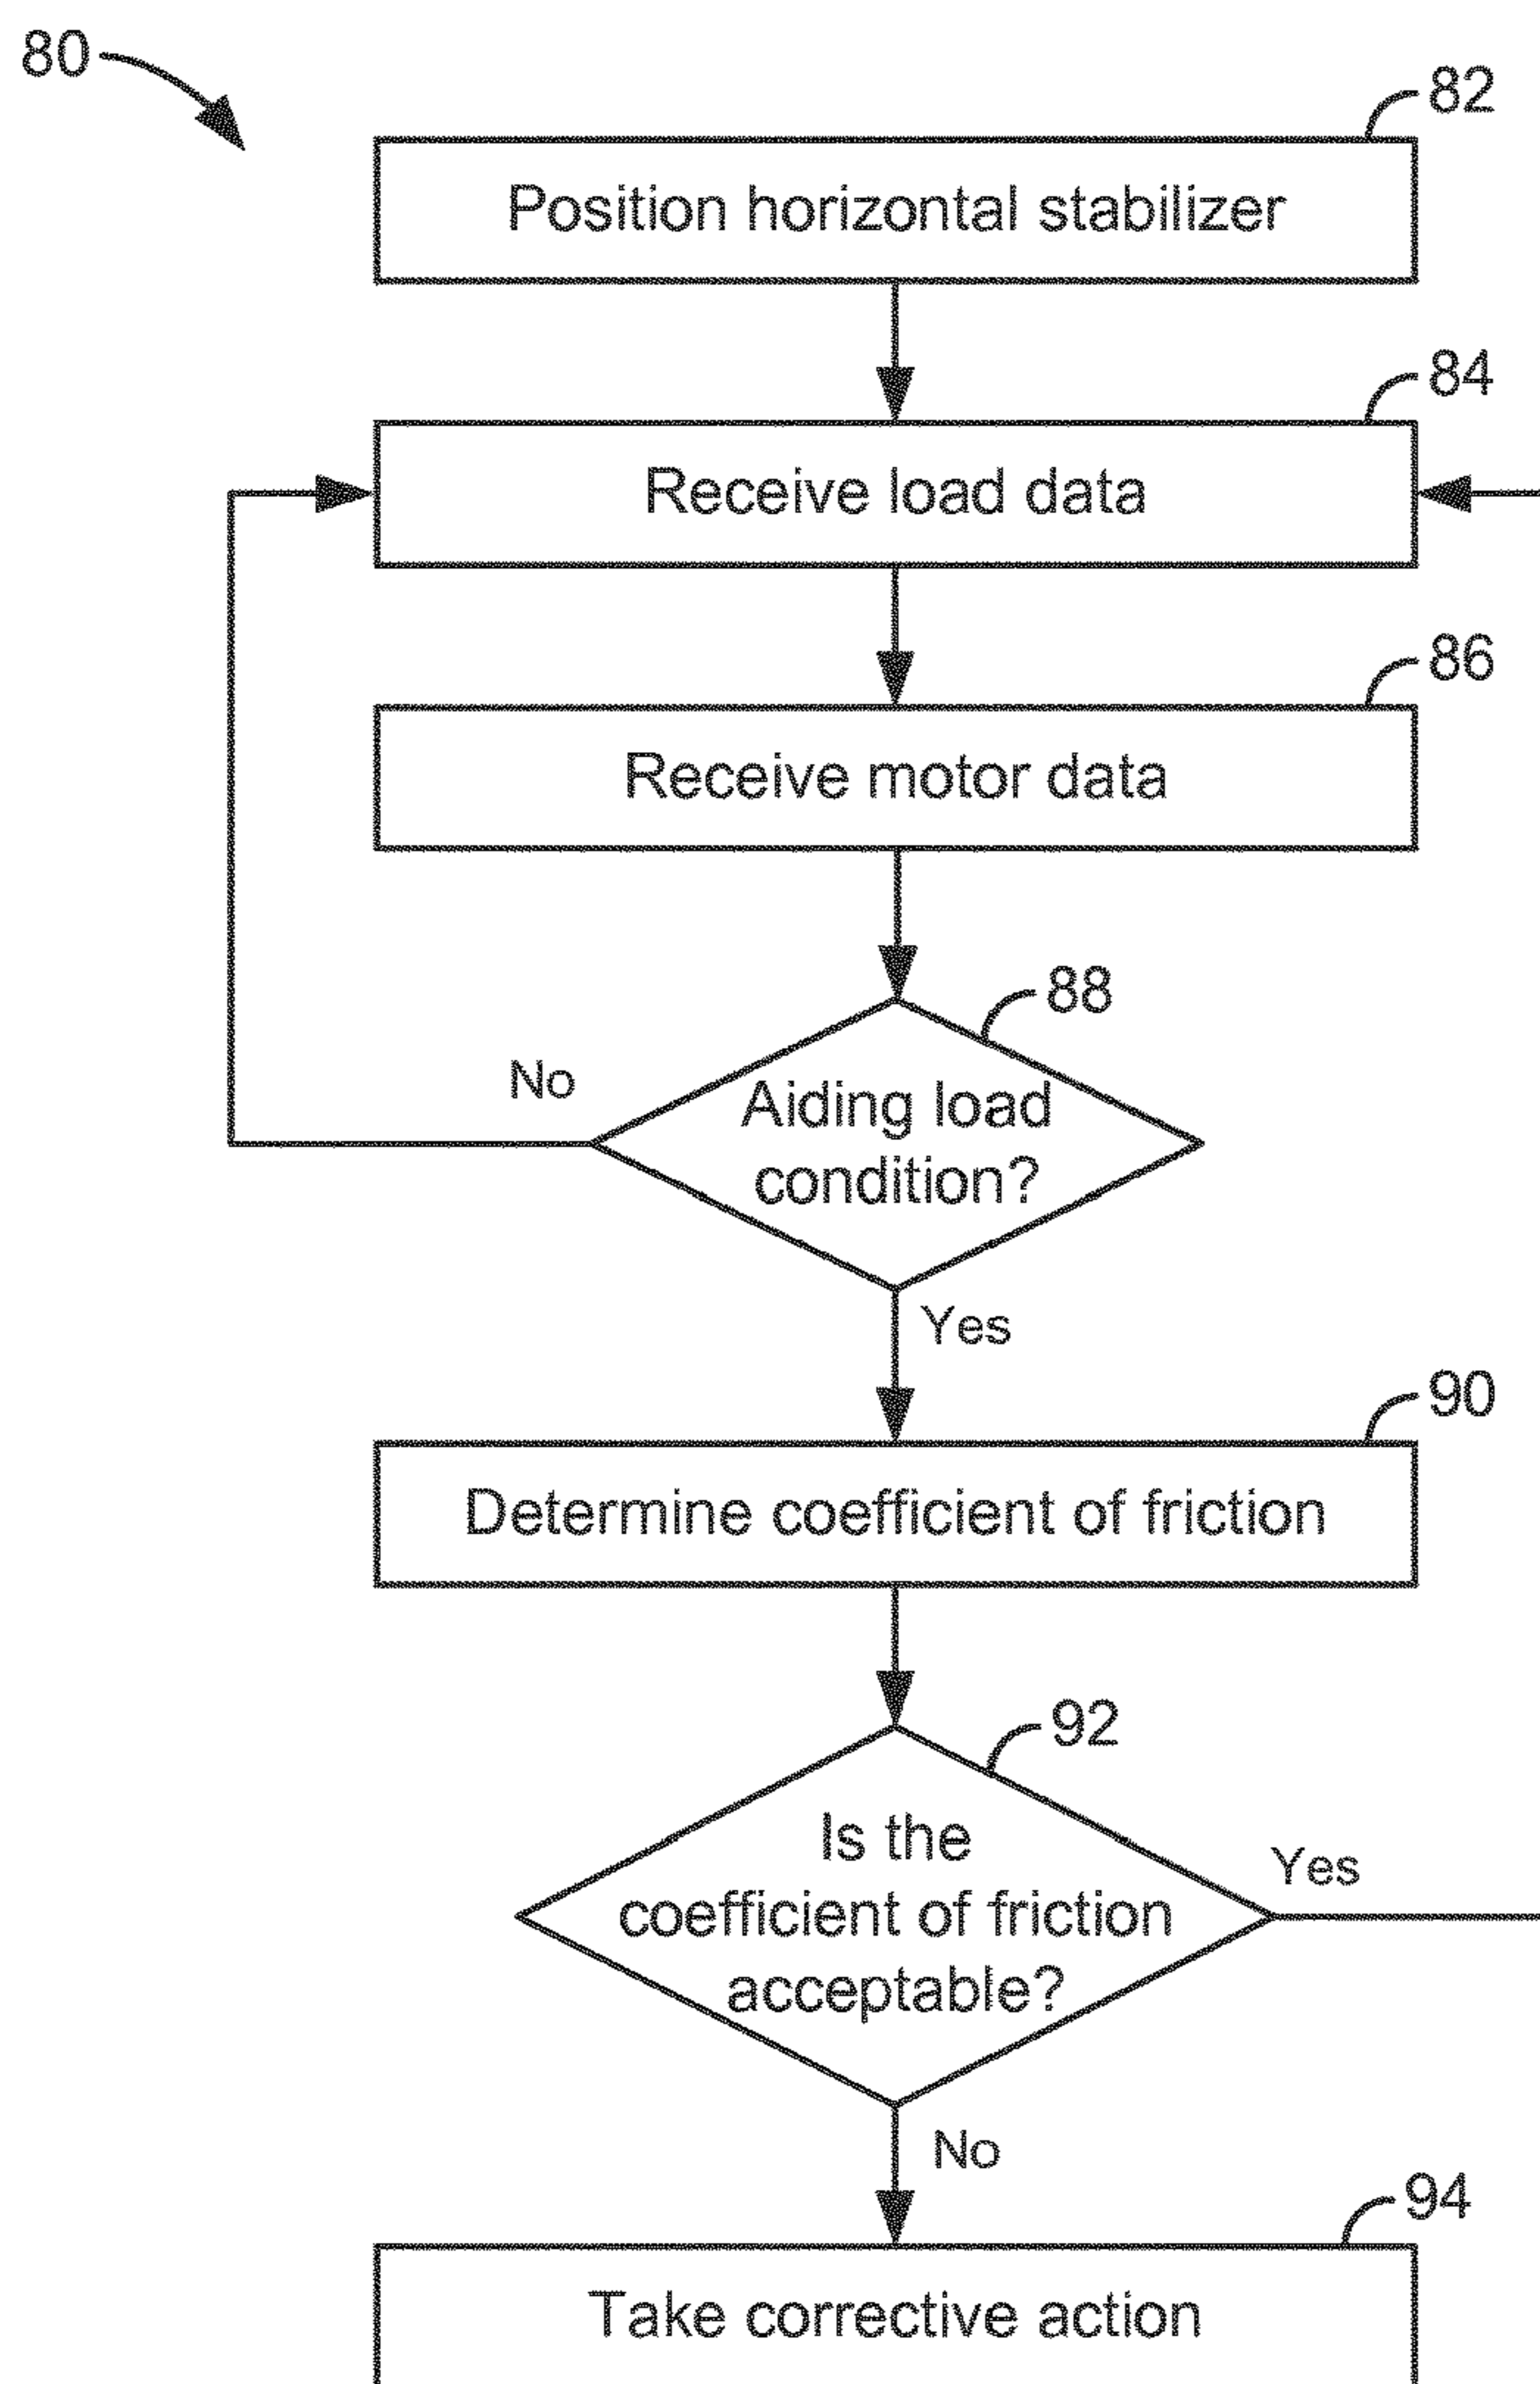 80
82
Position horizontal stabilizer
84
Receive load data
86
Receive motor data
88
No
Aiding load
condition?
Yes
90
Determine coefficient of friction
92
Is the
Yes
coefficient of friction
acceptable?
No
94
Take corrective action